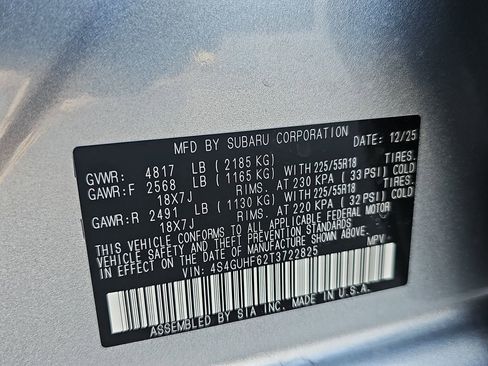 MFD BY SUBARU CORPORATION DATE: 12/25
GVWR: 4817 LB (2185 KG)
GAWR:F 2568 LB (1165 KG) WITH 225/55R18 TIRES.
18X7J RIMS. AT 230 KPA (33 PSI) COLD
GAWR:R 2491 LB (1130 KG) WITH 225/55R18 TIRES.
18X7J RIMS. AT 220 KPA (32 PSI) COLD
THIS VEHICLE CONFORMS TO ALL APPLICABLE FEDERAL MOTOR
VEHICLE SAFETY AND THEFT PREVENTION STANDARDS
IN EFFECT ON THE DATE OF MANUFACTURE SHOWN ABOVE.
VIN: 4S4GUHF62T3722825 MPV
ASSEMBLED BY SIA INC. MADE IN U.S.A.